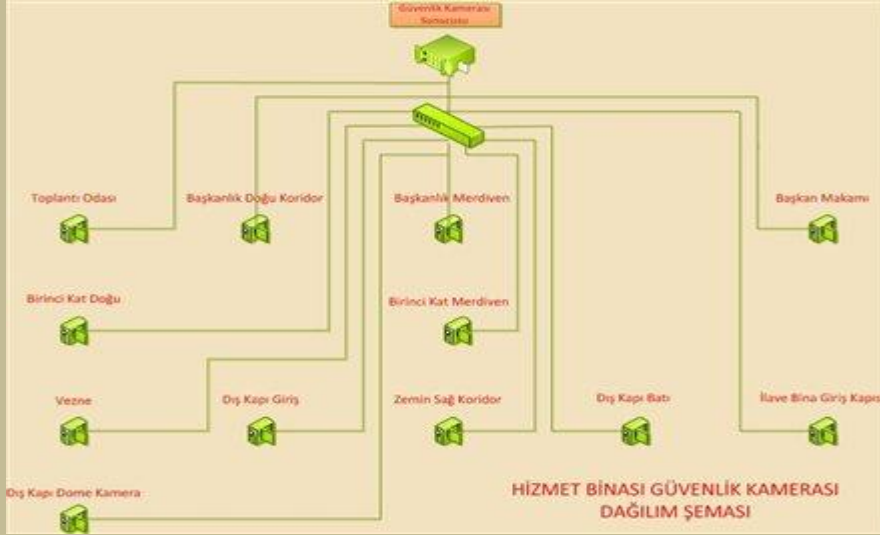 Güvenlik Kamerası
Sunucusu
Toplantı Odası
Başkanlık Doğu Koridor
Başkanlık Merdiven
Başkan Makamı
Birinci Kat Doğu
Birinci Kat Merdiven
Vezne
Dış Kapı Giriş
Zemin Sağ Koridor
Dış Kapı Batı
İlave Bina Giriş Kapıs
Dış Kapı Dome Kamera
HİZMET BİNASI GÜVENLİK KAMERASI
DAĞILIM ŞEMASI